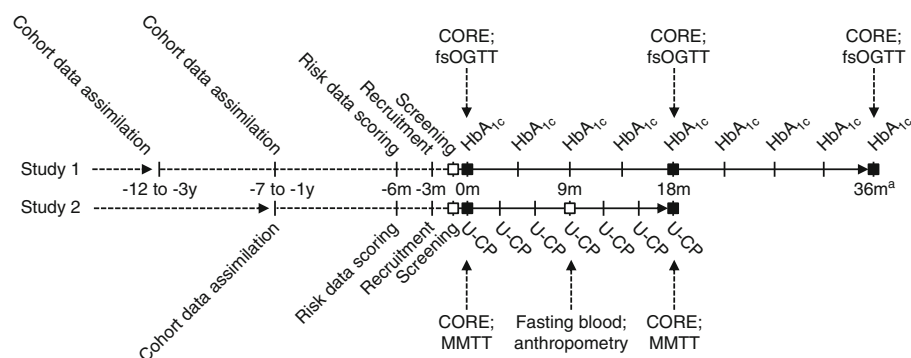 CORE;
fsOGTT
CORE;
fsOGTT
CORE;
fsOGTT
Cohort data assimilation
Cohort data assimilation
Risk data scoring
Recruitment
Screening
HbA1c
HbA1c
HbA1c
HbA1c
HbA1c
HbA1c
HbA1c
HbA1c
HbA1c
Study 1
-12 to -3y
-7 to -1y
-6m
-3m
0m
9m
18m
36mᵃ
Study 2
Cohort data assimilation
Risk data scoring
Recruitment
Screening
U-CP
U-CP
U-CP
U-CP
U-CP
U-CP
U-CP
CORE;
MMTT
Fasting blood;
anthropometry
CORE;
MMTT